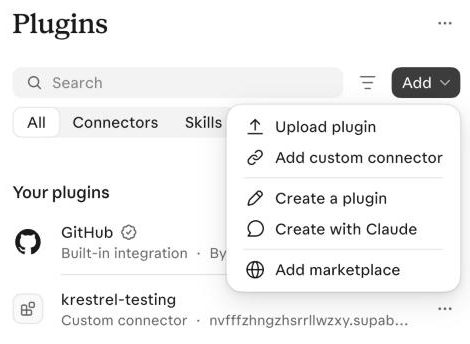 Plugins
Search
Add
All Connectors Skills
Upload plugin
Add custom connector
Create a plugin
Create with Claude
Add marketplace
Your plugins
GitHub
Built-in integration · By
krestrel-testing
Custom connector · nvfffzhngzhsrrllwzxy.supab...